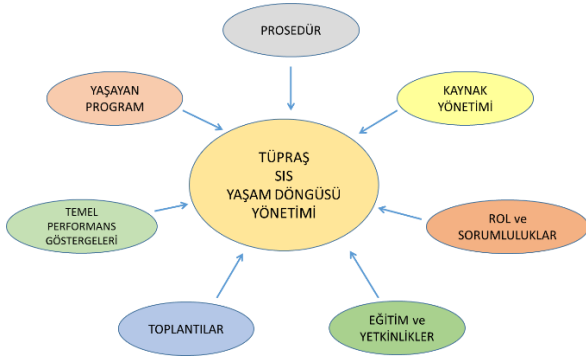 PROSEDÜR
YAŞAYAN
PROGRAM
KAYNAK
YÖNETİMİ
TÜPRAŞ
SIS
YAŞAM DÖNGÜSÜ
YÖNETİMİ
TEMEL
PERFORMANS
GÖSTERGELERİ
ROL ve
SORUMLULUKLAR
TOPLANTILAR
EĞİTİM ve
YETKİNLİKLER